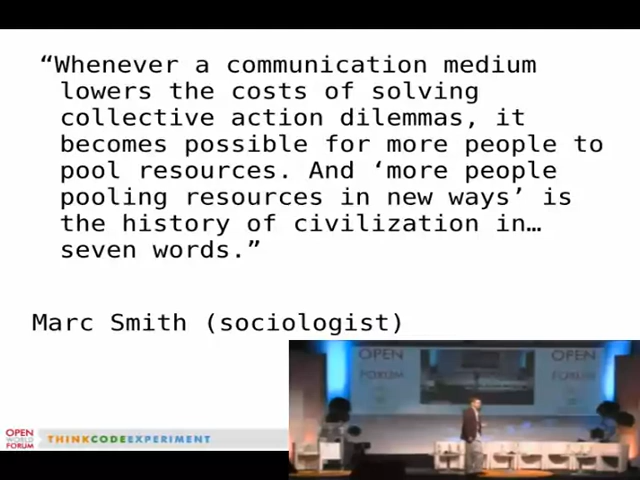 “Whenever a communication medium
lowers the costs of solving
collective action dilemmas, it
becomes possible for more people to
pool resources. And ‘more people
pooling resources in new ways’ is
the history of civilization in…
seven words.”
Marc Smith (sociologist)
OPEN
FORUM
OPEN
FORUM
OPEN
WORLD
FORUM
THINKCODEEXPERIMENT